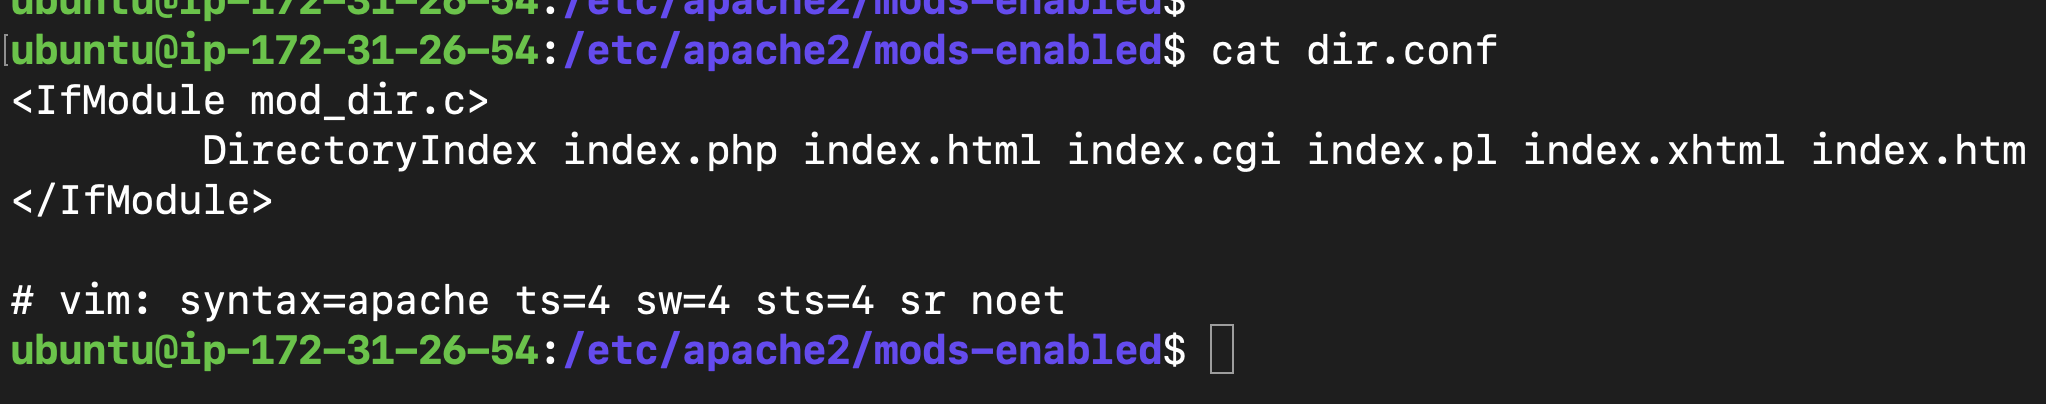 ubuntu@ip-172-31-26-54:/etc/apache2/mods-enabled$
ubuntu@ip-172-31-26-54:/etc/apache2/mods-enabled$ cat dir.conf
<IfModule mod_dir.c>
        DirectoryIndex index.php index.html index.cgi index.pl index.xhtml index.htm
</IfModule>

# vim: syntax=apache ts=4 sw=4 sts=4 sr noet
ubuntu@ip-172-31-26-54:/etc/apache2/mods-enabled$